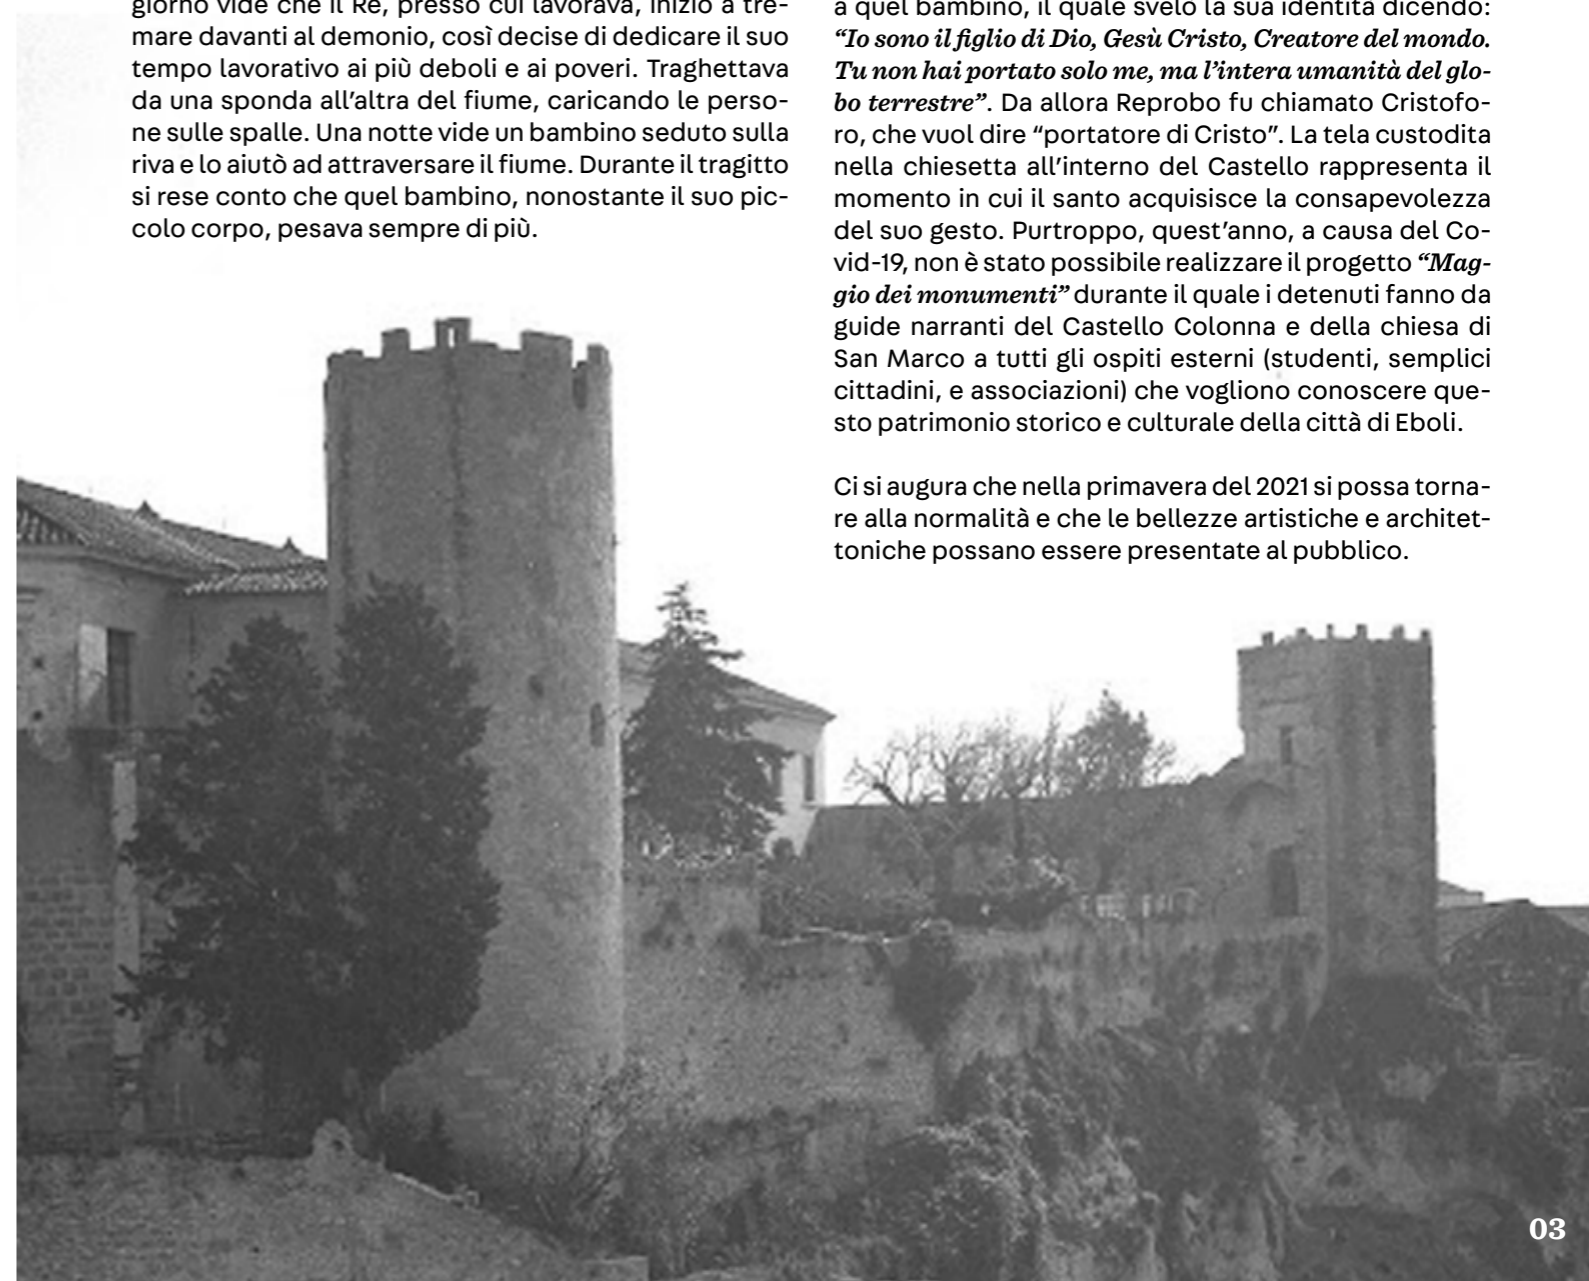 giorno vide che il Re, presso cui lavorava, iniziò a tre-
mare davanti al demonio, così decise di dedicare il suo
tempo lavorativo ai più deboli e ai poveri. Traghettava
da una sponda all’altra del fiume, caricando le perso-
ne sulle spalle. Una notte vide un bambino seduto sulla
riva e lo aiutò ad attraversare il fiume. Durante il tragitto
si rese conto che quel bambino, nonostante il suo pic-
colo corpo, pesava sempre di più.
a quel bambino, il quale svelò la sua identità dicendo:
“Io sono il figlio di Dio, Gesù Cristo, Creatore del mondo.
Tu non hai portato solo me, ma l’intera umanità del glo-
bo terrestre”. Da allora Reprobo fu chiamato Cristofo-
ro, che vuol dire “portatore di Cristo”. La tela custodita
nella chiesetta all’interno del Castello rappresenta il
momento in cui il santo acquisisce la consapevolezza
del suo gesto. Purtroppo, quest’anno, a causa del Co-
vid-19, non è stato possibile realizzare il progetto “Mag-
gio dei monumenti” durante il quale i detenuti fanno da
guide narranti del Castello Colonna e della chiesa di
San Marco a tutti gli ospiti esterni (studenti, semplici
cittadini, e associazioni) che vogliono conoscere que-
sto patrimonio storico e culturale della città di Eboli.
Ci si augura che nella primavera del 2021 si possa torna-
re alla normalità e che le bellezze artistiche e architet-
toniche possano essere presentate al pubblico.
03